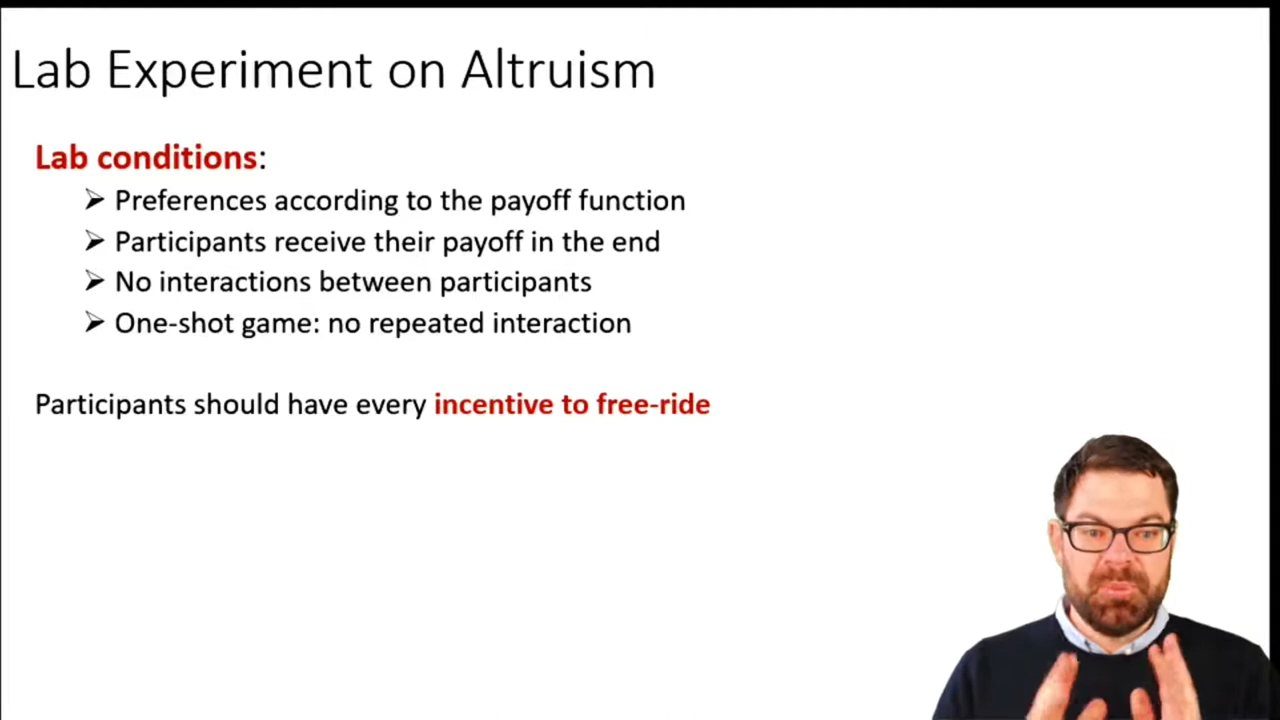 Lab Experiment on Altruism
Lab conditions:
➢ Preferences according to the payoff function
➢ Participants receive their payoff in the end
➢ No interactions between participants
➢ One-shot game: no repeated interaction
Participants should have every incentive to free-ride